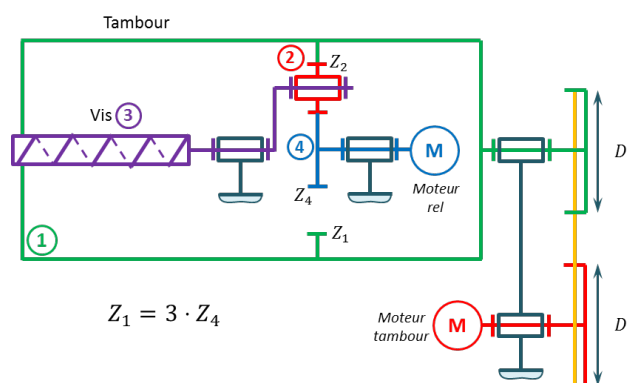 Tambour
2
Z₂
Vis 3
4
M
Moteur
rel
Z₄
D
1
Z₁
Z₁ = 3 · Z₄
Moteur
tambour
M
D